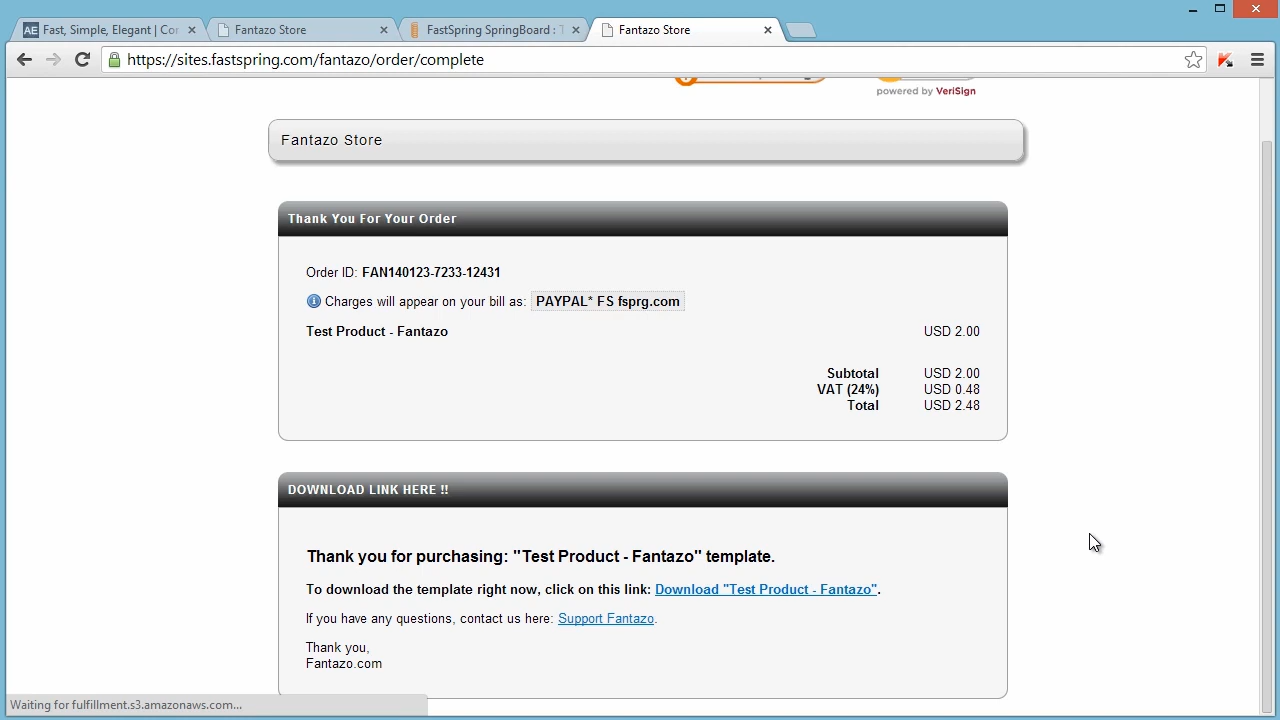 Fast, Simple, Elegant | Cor
Fantazo Store
FastSpring SpringBoard : T
Fantazo Store
https://sites.fastspring.com/fantazo/order/complete
powered by VeriSign
Fantazo Store
Thank You For Your Order
Order ID: FAN140123-7233-12431
Charges will appear on your bill as: PAYPAL* FS fsprg.com
Test Product - Fantazo USD 2.00
Subtotal USD 2.00
VAT (24%) USD 0.48
Total USD 2.48
DOWNLOAD LINK HERE !!
Thank you for purchasing: "Test Product - Fantazo" template.
To download the template right now, click on this link: Download "Test Product - Fantazo".
If you have any questions, contact us here: Support Fantazo.
Thank you,
Fantazo.com
Waiting for fulfillment.s3.amazonaws.com...